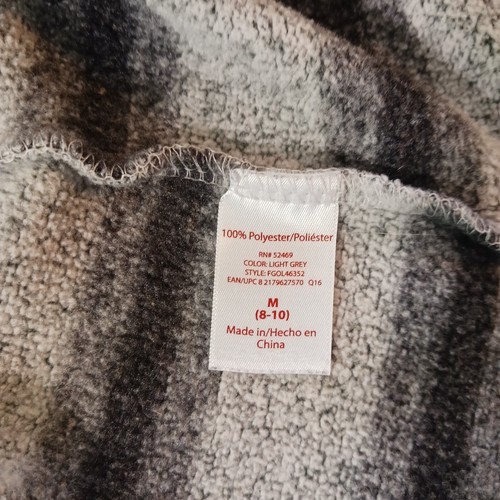 100% Polyester/Poliéster
RN# 52469
COLOR: LIGHT GREY
STYLE: FGOL46352
EAN/UPC 8 2179627570 Q16
M
(8-10)
Made in/Hecho en
China